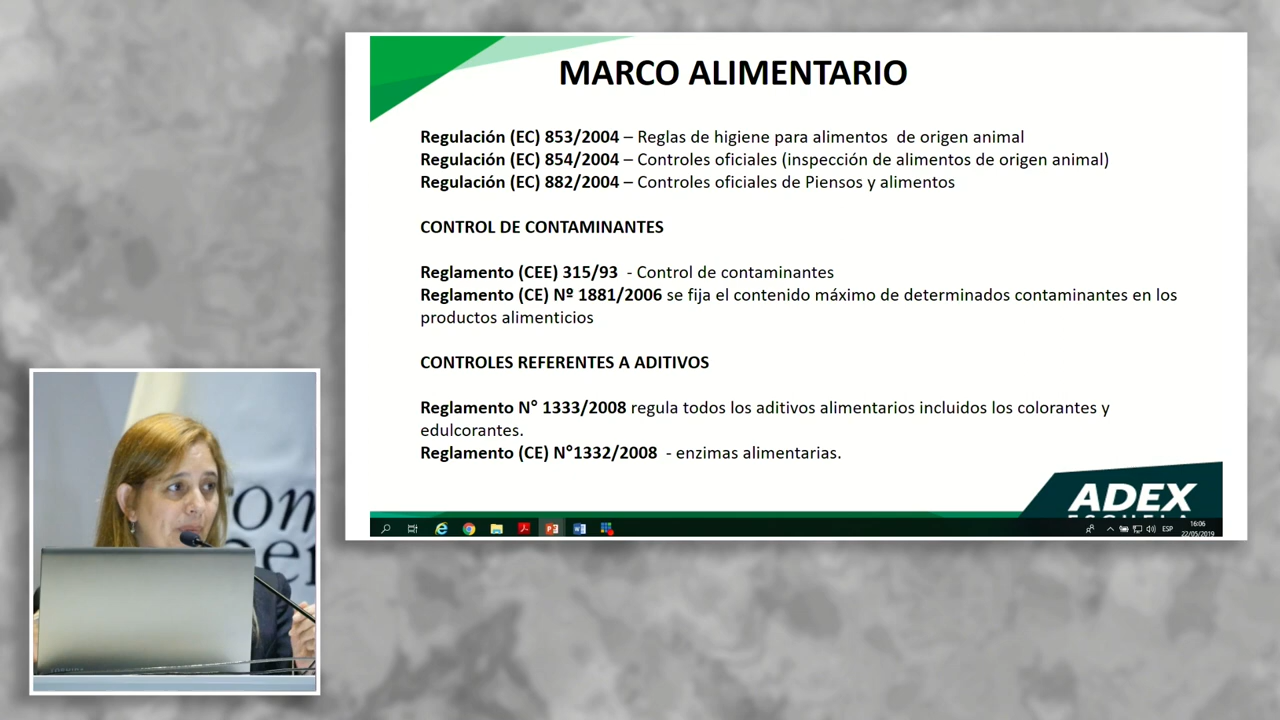 MARCO ALIMENTARIO
Regulación (EC) 853/2004 – Reglas de higiene para alimentos de origen animal
Regulación (EC) 854/2004 – Controles oficiales (inspección de alimentos de origen animal)
Regulación (EC) 882/2004 – Controles oficiales de Piensos y alimentos
CONTROL DE CONTAMINANTES
Reglamento (CEE) 315/93 - Control de contaminantes
Reglamento (CE) Nº 1881/2006 se fija el contenido máximo de determinados contaminantes en los
productos alimenticios
CONTROLES REFERENTES A ADITIVOS
Reglamento N° 1333/2008 regula todos los aditivos alimentarios incluidos los colorantes y
edulcorantes.
Reglamento (CE) N°1332/2008 - enzimas alimentarias.
ADEX
ESCUELA
ESP
16:06
22/05/2019